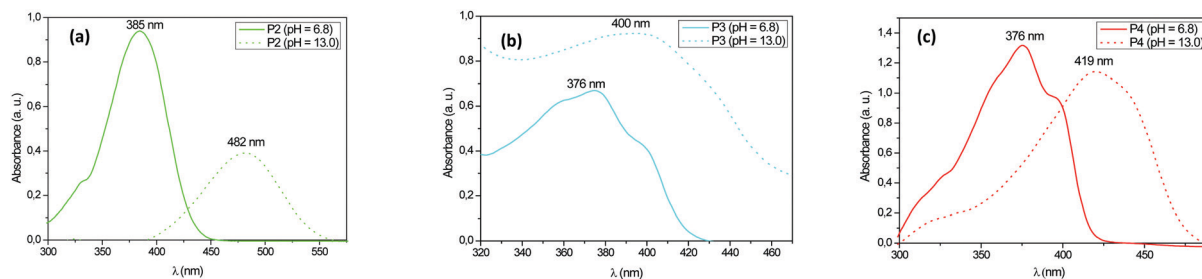 (a)
385 nm
482 nm
P2 (pH = 6.8)
P2 (pH = 13.0)
Absorbance (a. u.)
1,0
0,8
0,6
0,4
0,2
0,0
300 350 400 450 500 550
λ (nm)
(b)
400 nm
376 nm
P3 (pH = 6.8)
P3 (pH = 13.0)
Absorbance (a. u.)
1,0
0,8
0,6
0,4
0,2
0,0
320 340 360 380 400 420 440 460
λ (nm)
(c)
376 nm
419 nm
P4 (pH = 6.8)
P4 (pH = 13.0)
Absorbance (a. u.)
1,4
1,2
1,0
0,8
0,6
0,4
0,2
0,0
300 350 400 450
λ (nm)